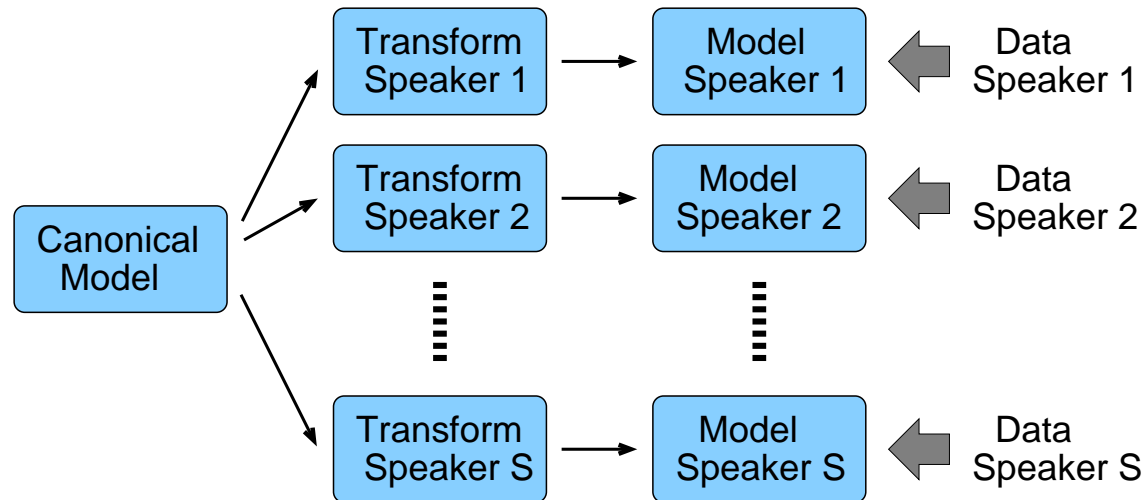 Transform
Speaker 1
Model
Speaker 1
Data
Speaker 1
Transform
Speaker 2
Model
Speaker 2
Data
Speaker 2
Canonical
Model
Transform
Speaker S
Model
Speaker S
Data
Speaker S